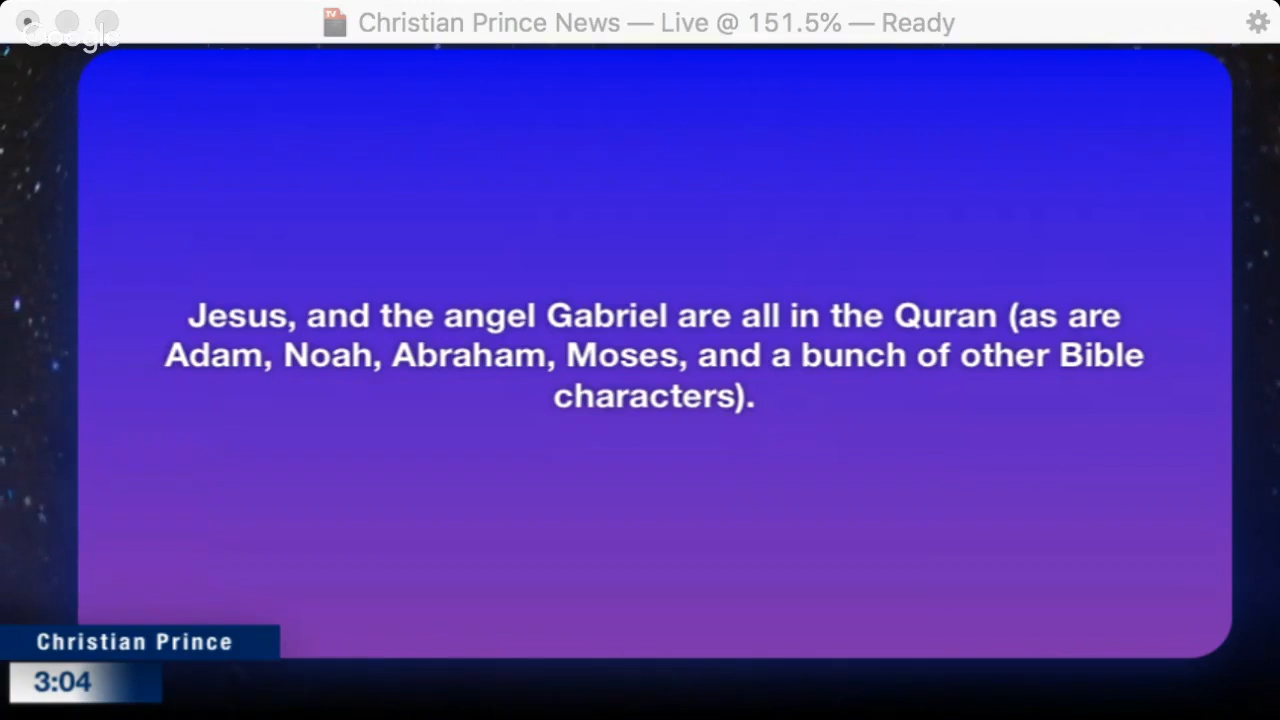 Christian Prince News — Live @ 151.5% — Ready
Google
Jesus, and the angel Gabriel are all in the Quran (as are
Adam, Noah, Abraham, Moses, and a bunch of other Bible
characters).
Christian Prince
3:04